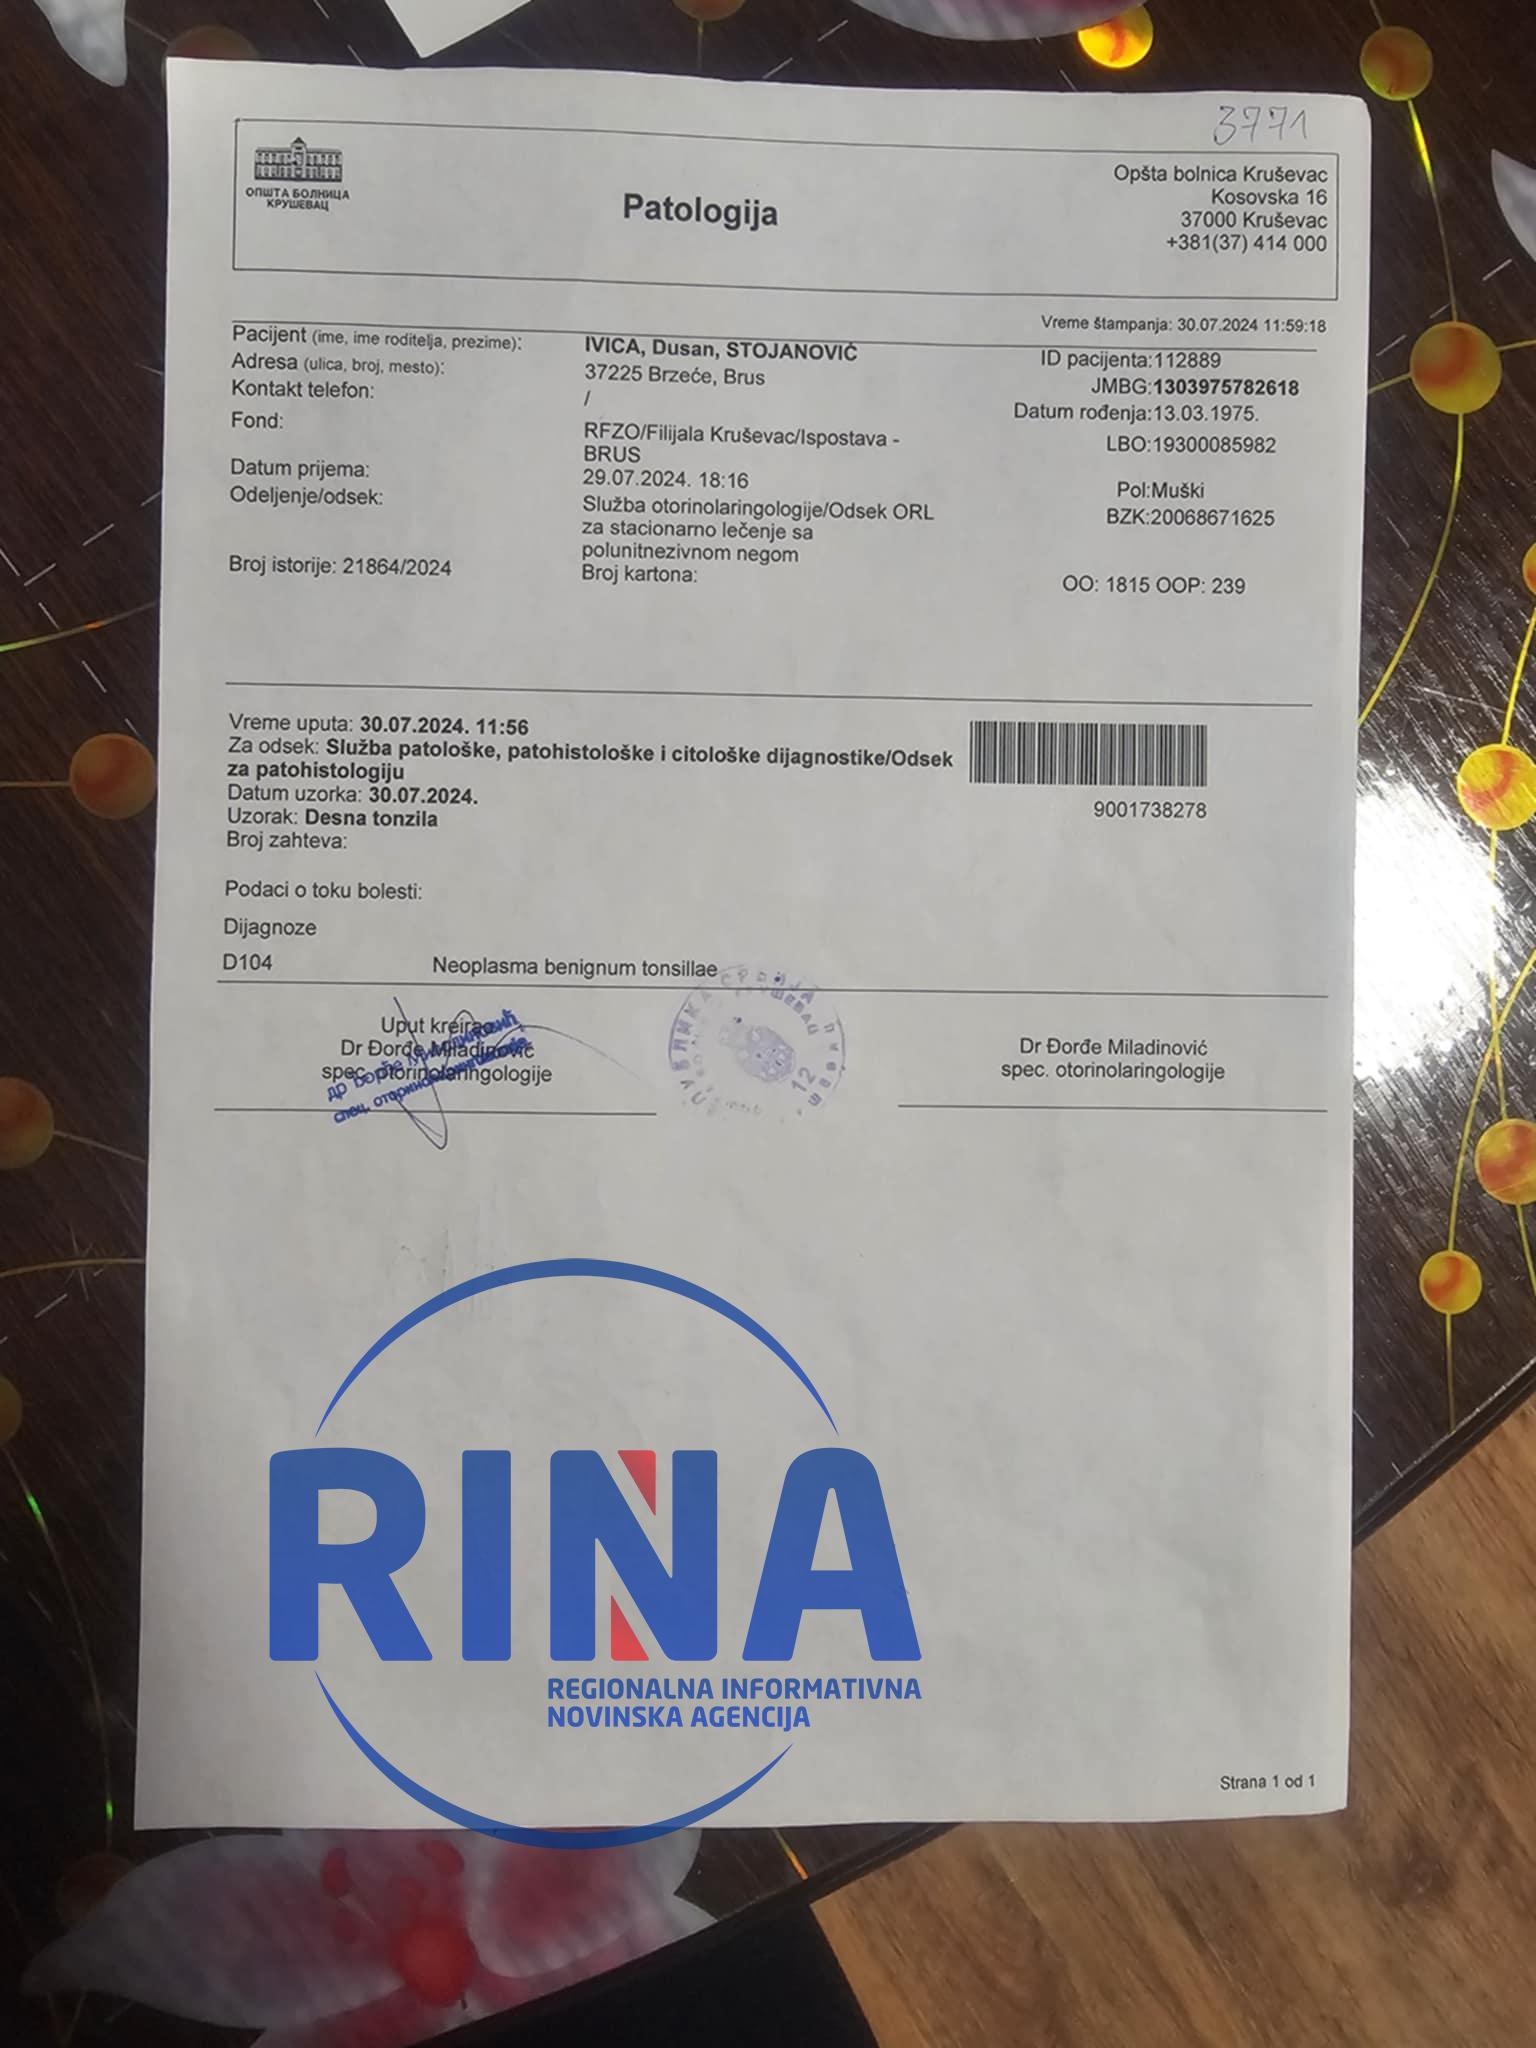 3771
ОПШТА БОЛНИЦА
КРУШЕВАЦ
Patologija
Opšta bolnica Kruševac
Kosovska 16
37000 Kruševac
+381(37) 414 000
Vreme štampanja: 30.07.2024 11:59:18
Pacijent (ime, ime roditelja, prezime): IVICA, Dusan, STOJANOVIĆ ID pacijenta:112889
Adresa (ulica, broj, mesto): 37225 Brzeće, Brus JMBG:1303975782618
Kontakt telefon: / Datum rođenja:13.03.1975.
Fond: RFZO/Filijala Kruševac/Ispostava - LBO:19300085982
BRUS
Datum prijema: 29.07.2024. 18:16 Pol:Muški
Odeljenje/odsek: Služba otorinolaringologije/Odsek ORL BZK:20068671625
za stacionarno lečenje sa
polunitnezivnom negom
Broj istorije: 21864/2024 Broj kartona: OO: 1815 OOP: 239
Vreme uputa: 30.07.2024. 11:56
Za odsek: Služba patološke, patohistološke i citološke dijagnostike/Odsek
za patohistologiju
Datum uzorka: 30.07.2024.
Uzorak: Desna tonzila
Broj zahteva:
9001738278
Podaci o toku bolesti:
Dijagnoze
D104 Neoplasma benignum tonsillae
Uput kreirao
Dr Đorđe Miladinović
spec. otorinolaringologije
Dr Đorđe Miladinović
spec. otorinolaringologije
RINA
REGIONALNA INFORMATIVNA
NOVINSKA AGENCIJA
Strana 1 od 1